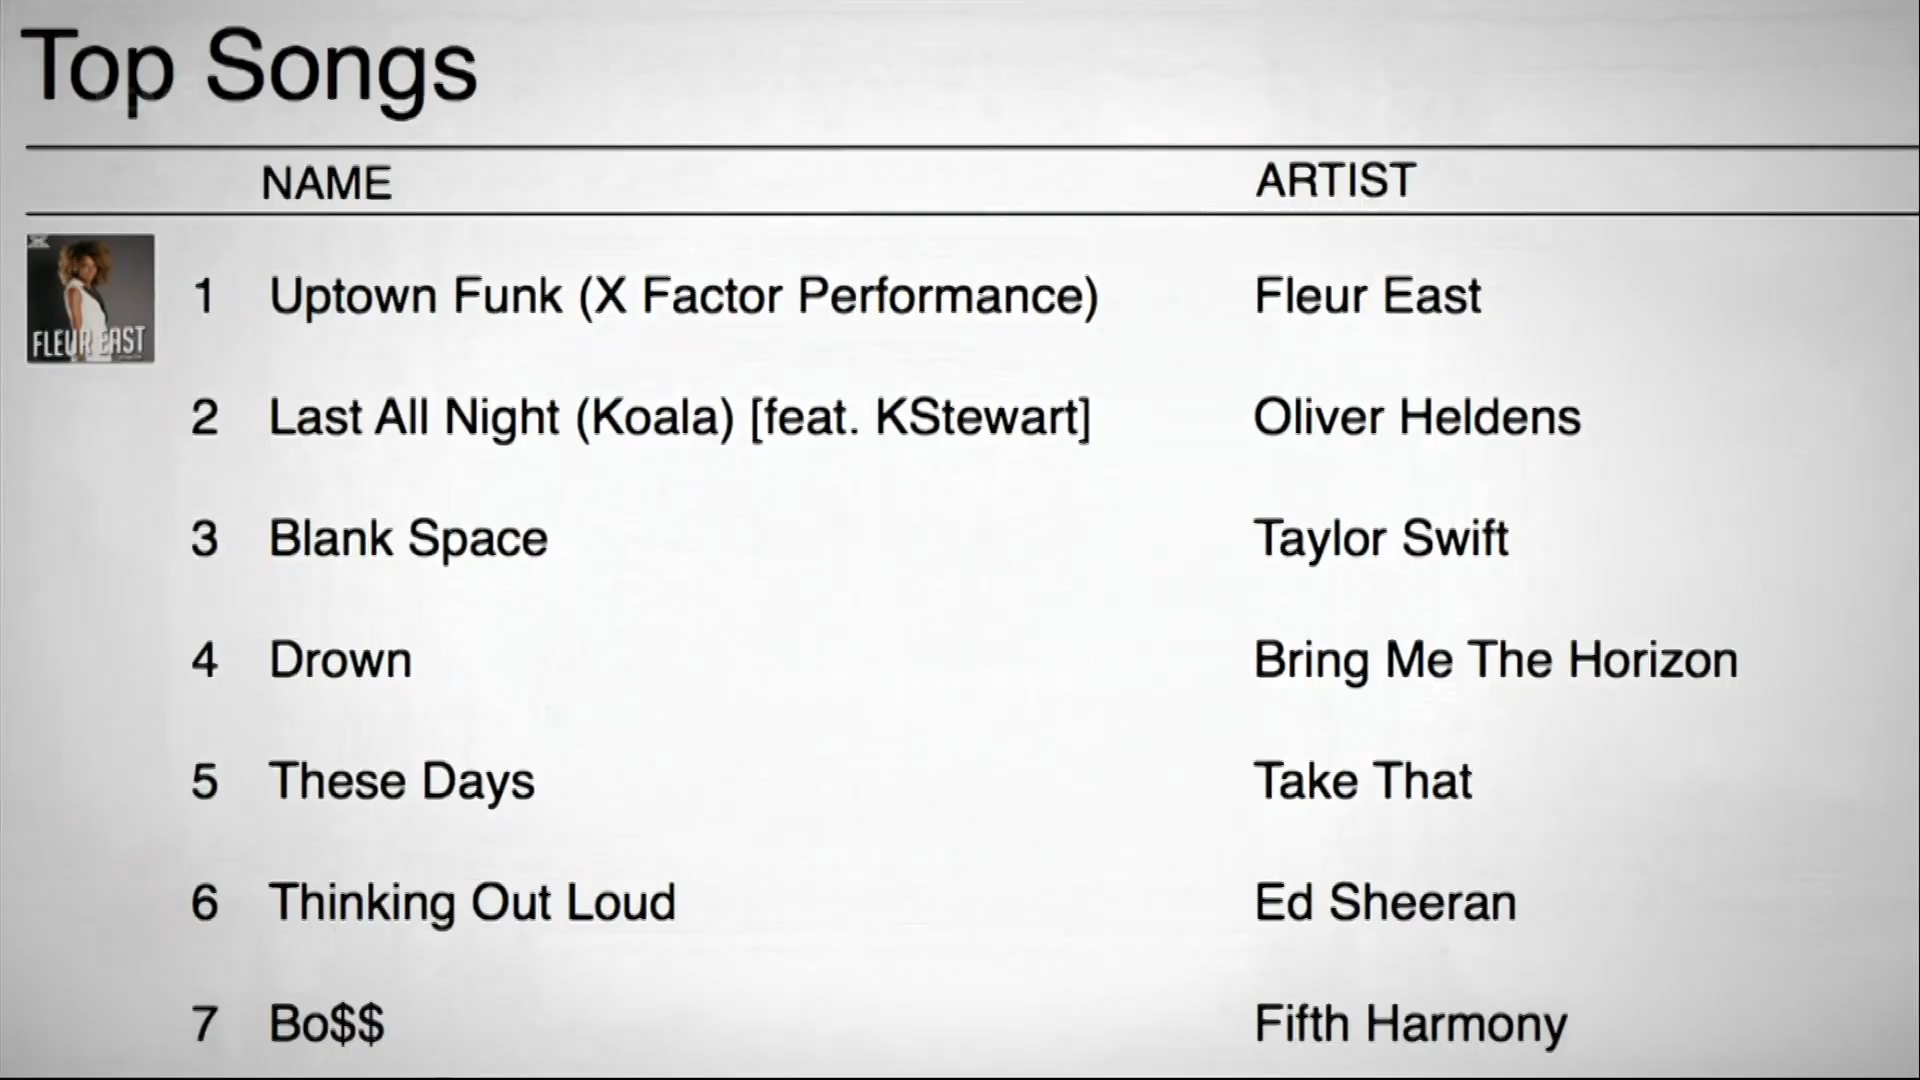 Top Songs
NAME ARTIST
1 Uptown Funk (X Factor Performance) Fleur East
FLEUR EAST
2 Last All Night (Koala) [feat. KStewart] Oliver Heldens
3 Blank Space Taylor Swift
4 Drown Bring Me The Horizon
5 These Days Take That
6 Thinking Out Loud Ed Sheeran
7 Bo$$ Fifth Harmony